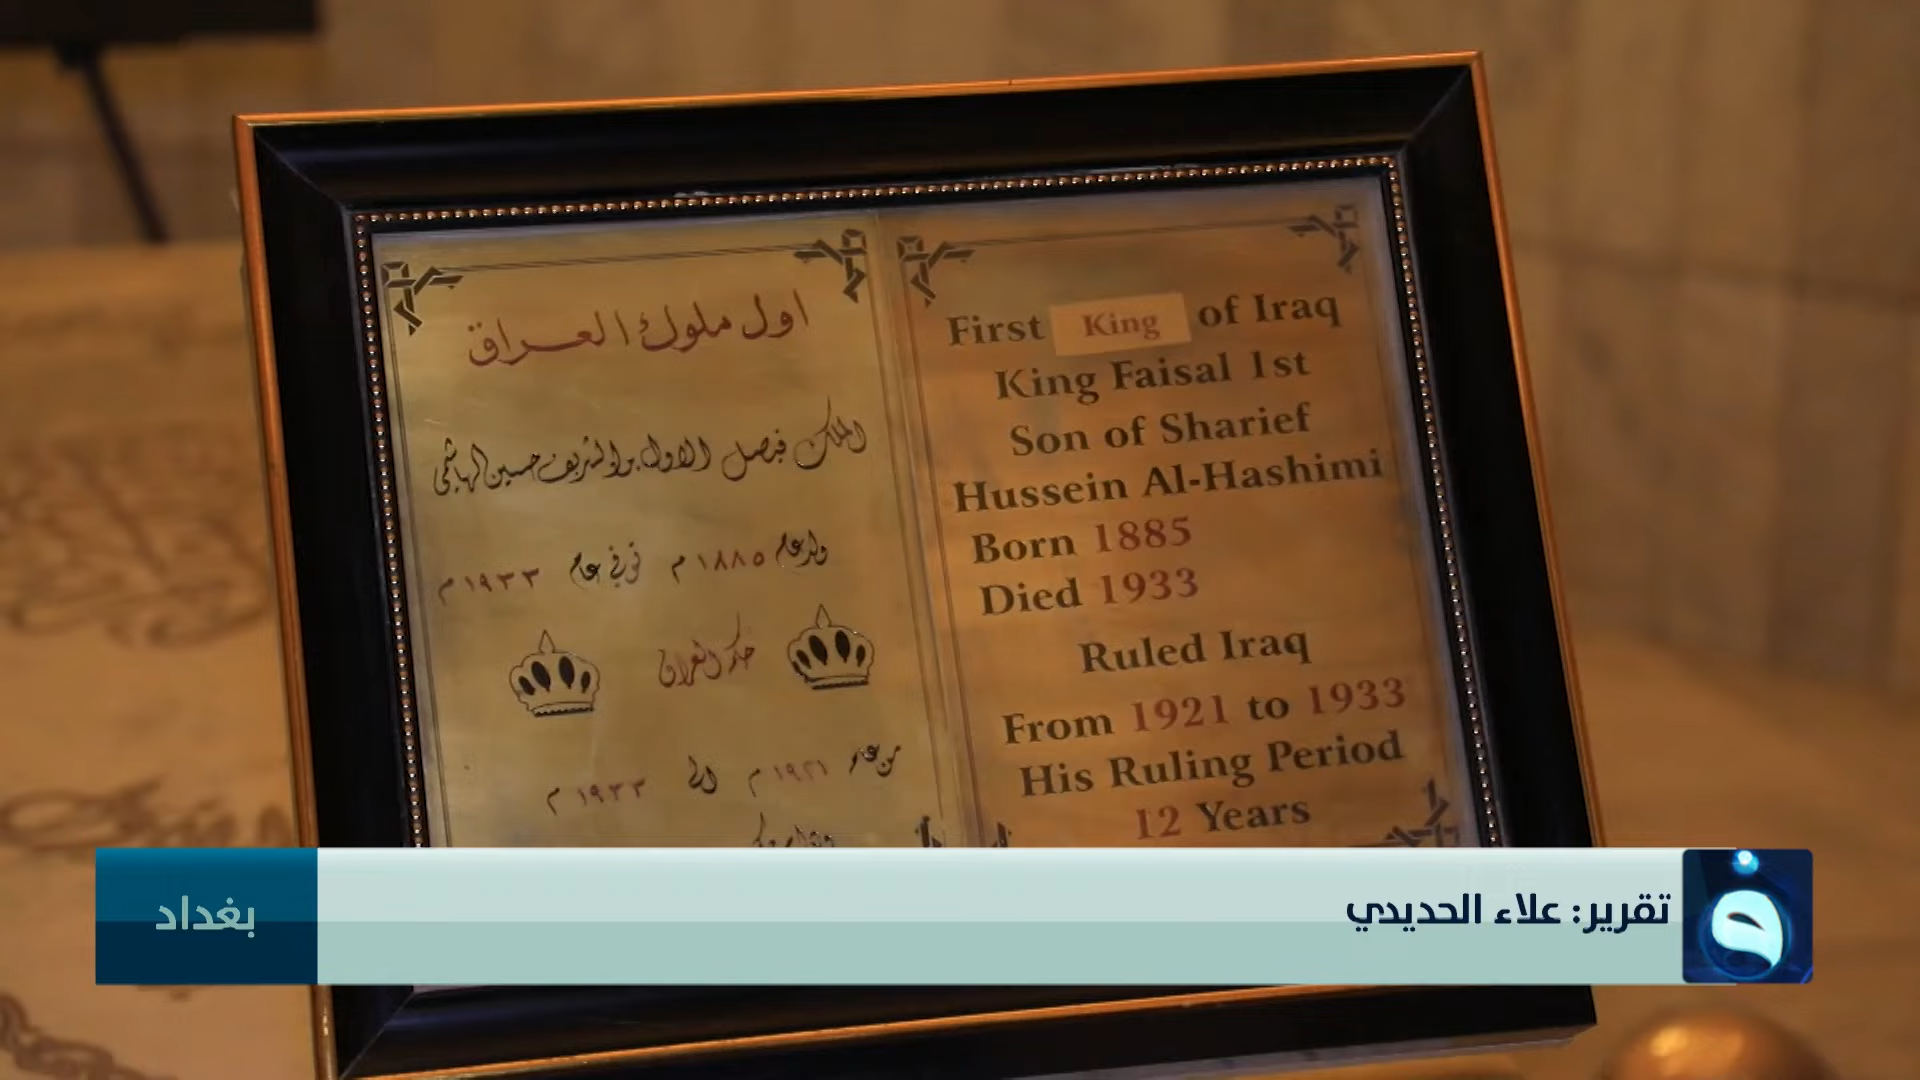 اول ملوك العراق
الملك فيصل الاول بن الشريف حسين الهاشمي
ولد عام ١٨٨٥ م توفي عام ١٩٣٣ م
حكم العراق
من عام ١٩٢١ م الى ١٩٣٣ م
First King of Iraq
King Faisal 1st
Son of Sharief
Hussein Al-Hashimi
Born 1885
Died 1933
Ruled Iraq
From 1921 to 1933
His Ruling Period
12 Years
تقرير: علاء الحديدي
بغداد